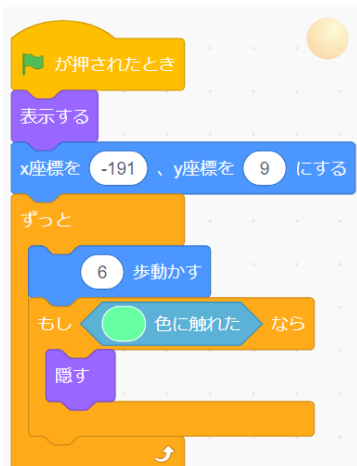 が押されたとき
表示する
x座標を -191 、y座標を 9 にする
ずっと
6 歩動かす
もし 色に触れた なら
隠す